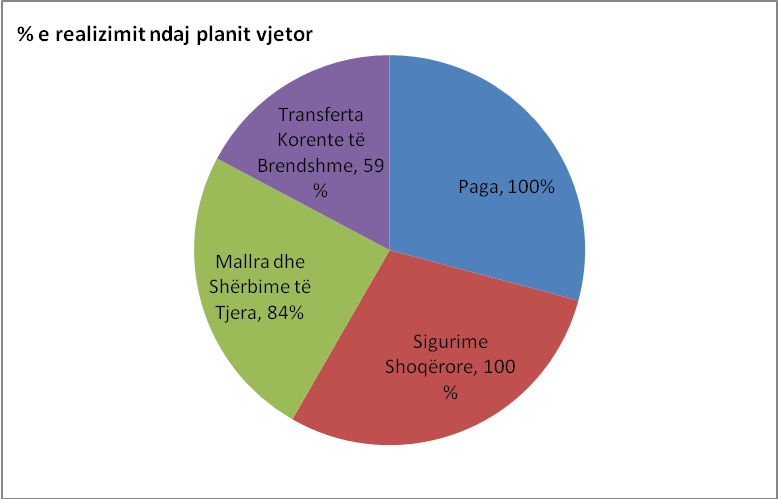 % e realizimit ndaj planit vjetor
Transferta
Korente të
Brendshme, 59
%
Paga, 100%
Mallra dhe
Shërbime të
Tjera, 84%
Sigurime
Shoqërore, 100
%